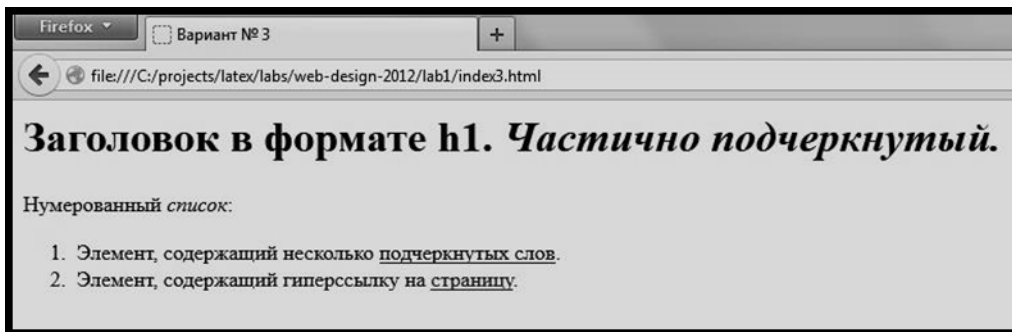 Firefox
Вариант № 3
+
file:///C:/projects/latex/labs/web-design-2012/lab1/index3.html
Заголовок в формате h1. Частично подчеркнутый.
Нумерованный список:
1. Элемент, содержащий несколько подчеркнутых слов.
2. Элемент, содержащий гиперссылку на страницу.